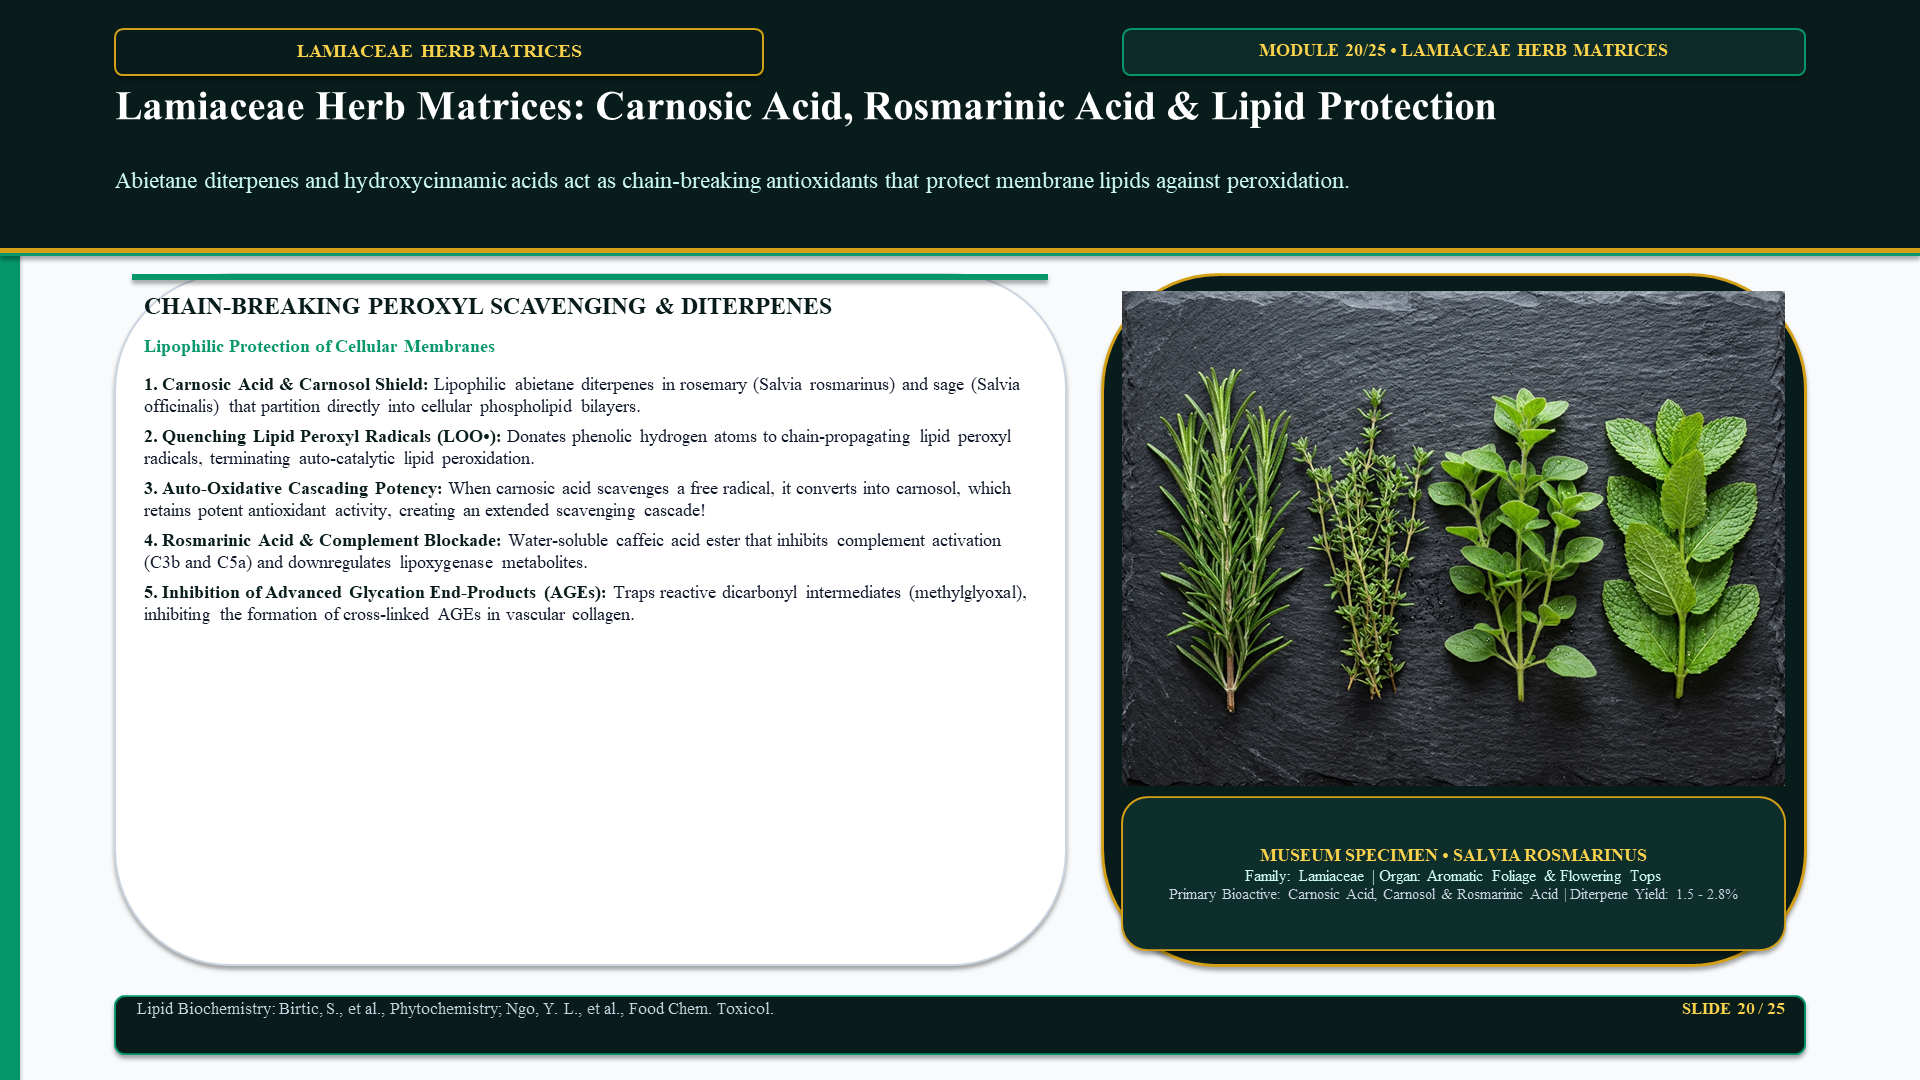 LAMIACEAE HERB MATRICES
MODULE 20/25 • LAMIACEAE HERB MATRICES
Lamiaceae Herb Matrices: Carnosic Acid, Rosmarinic Acid & Lipid Protection
Abietane diterpenes and hydroxycinnamic acids act as chain-breaking antioxidants that protect membrane lipids against peroxidation.
CHAIN-BREAKING PEROXYL SCAVENGING & DITERPENES
Lipophilic Protection of Cellular Membranes
1. Carnosic Acid & Carnosol Shield: Lipophilic abietane diterpenes in rosemary (Salvia rosmarinus) and sage (Salvia
officinalis) that partition directly into cellular phospholipid bilayers.
2. Quenching Lipid Peroxyl Radicals (LOO•): Donates phenolic hydrogen atoms to chain-propagating lipid peroxyl
radicals, terminating auto-catalytic lipid peroxidation.
3. Auto-Oxidative Cascading Potency: When carnosic acid scavenges a free radical, it converts into carnosol, which
retains potent antioxidant activity, creating an extended scavenging cascade!
4. Rosmarinic Acid & Complement Blockade: Water-soluble caffeic acid ester that inhibits complement activation
(C3b and C5a) and downregulates lipoxygenase metabolites.
5. Inhibition of Advanced Glycation End-Products (AGEs): Traps reactive dicarbonyl intermediates (methylglyoxal),
inhibiting the formation of cross-linked AGEs in vascular collagen.
MUSEUM SPECIMEN • SALVIA ROSMARINUS
Family: Lamiaceae | Organ: Aromatic Foliage & Flowering Tops
Primary Bioactive: Carnosic Acid, Carnosol & Rosmarinic Acid | Diterpene Yield: 1.5 - 2.8%
Lipid Biochemistry: Birtic, S., et al., Phytochemistry; Ngo, Y. L., et al., Food Chem. Toxicol.
SLIDE 20 / 25